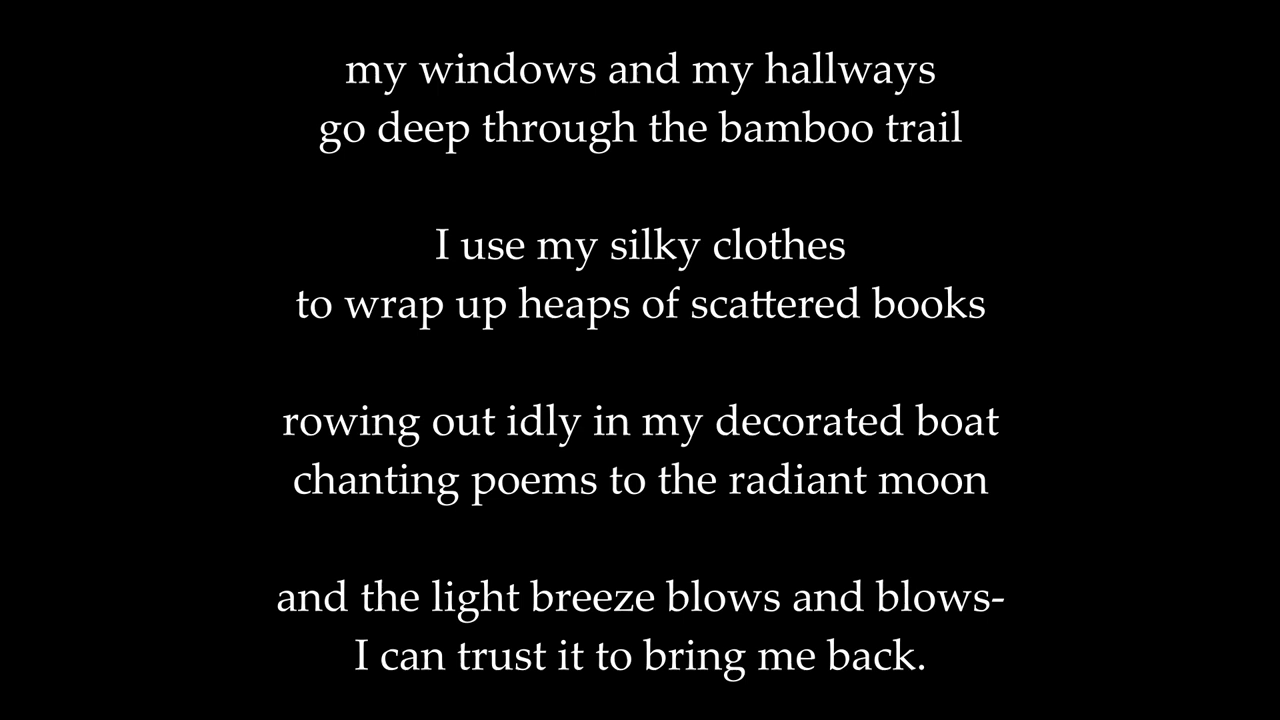 my windows and my hallways
go deep through the bamboo trail
I use my silky clothes
to wrap up heaps of scattered books
rowing out idly in my decorated boat
chanting poems to the radiant moon
and the light breeze blows and blows-
I can trust it to bring me back.